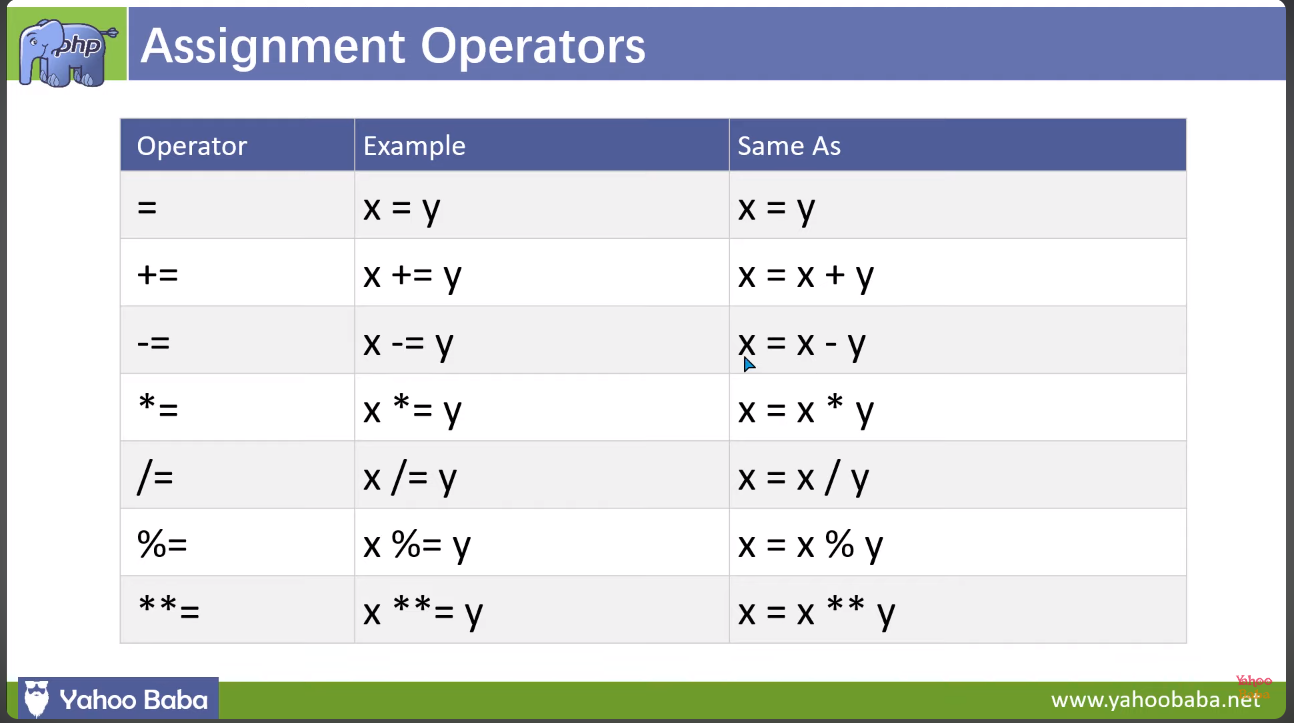 php
Assignment Operators
Operator Example Same As
= x = y x = y
+= x += y x = x + y
-= x -= y x = x - y
*= x *= y x = x * y
/= x /= y x = x / y
%= x %= y x = x % y
**= x **= y x = x ** y
Yahoo
Baba
Yahoo Baba www.yahoobaba.net